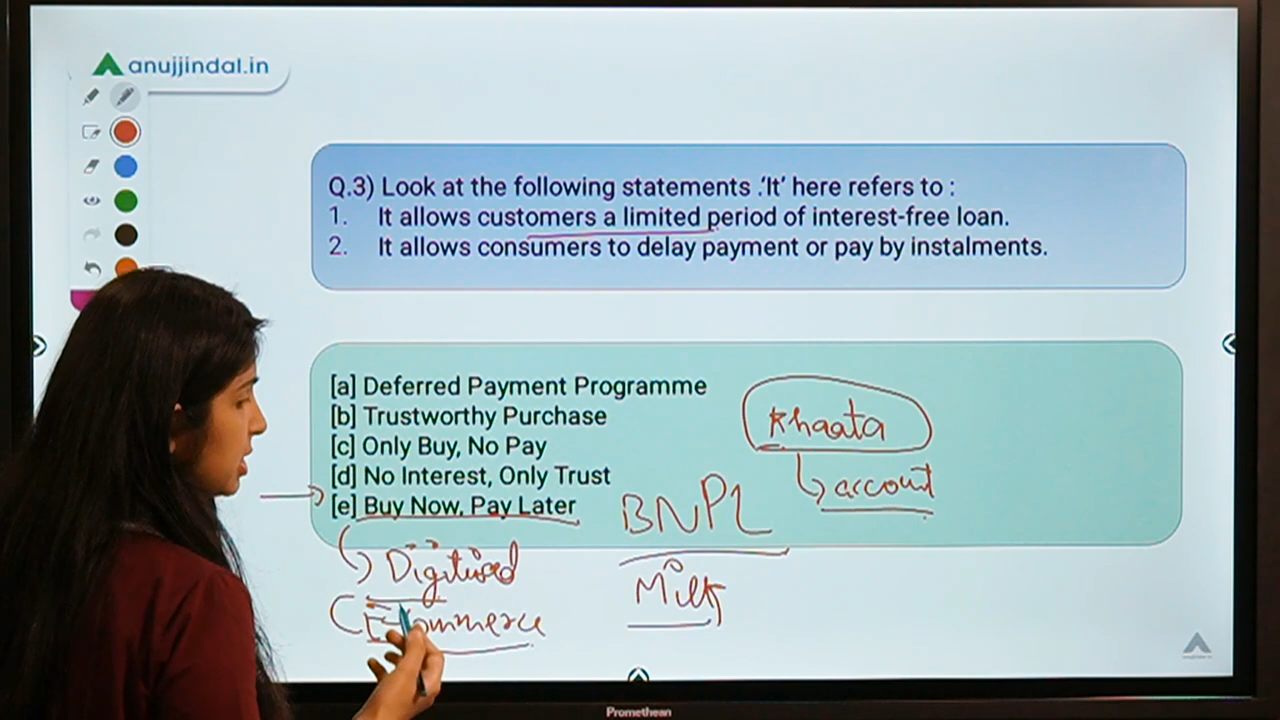 anujjindal.in
Q.3) Look at the following statements .‘It’ here refers to :
1. It allows customers a limited period of interest-free loan.
2. It allows consumers to delay payment or pay by instalments.
[a] Deferred Payment Programme
[b] Trustworthy Purchase
[c] Only Buy, No Pay
[d] No Interest, Only Trust
[e] Buy Now, Pay Later
Khaata
account
BNPL
Digitised
E-commerce
Milk
Promethean